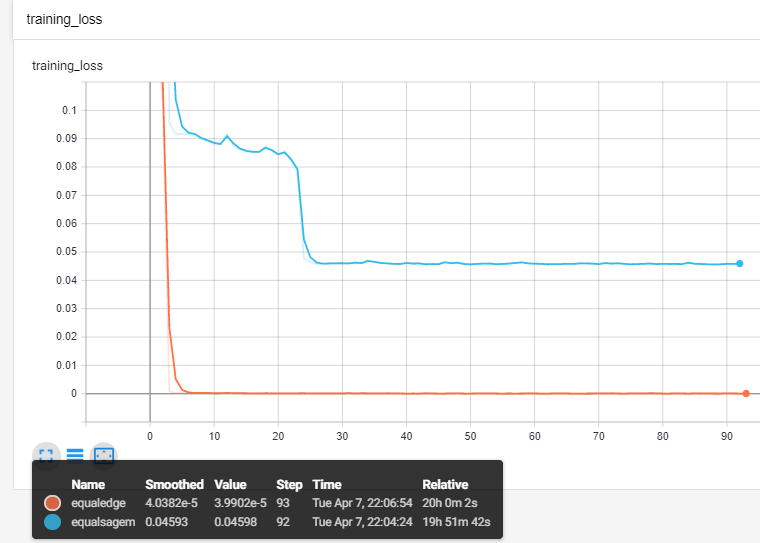 training_loss
training_loss
0.1
0.09
0.08
0.07
0.06
0.05
0.04
0.03
0.02
0.01
0
0 10 20 30 40 50 60 70 80 90
Name Smoothed Value Step Time Relative
equaledge 4.0382e-5 3.9902e-5 93 Tue Apr 7, 22:06:54 20h 0m 2s
equalsagem 0.04593 0.04598 92 Tue Apr 7, 22:04:24 19h 51m 42s